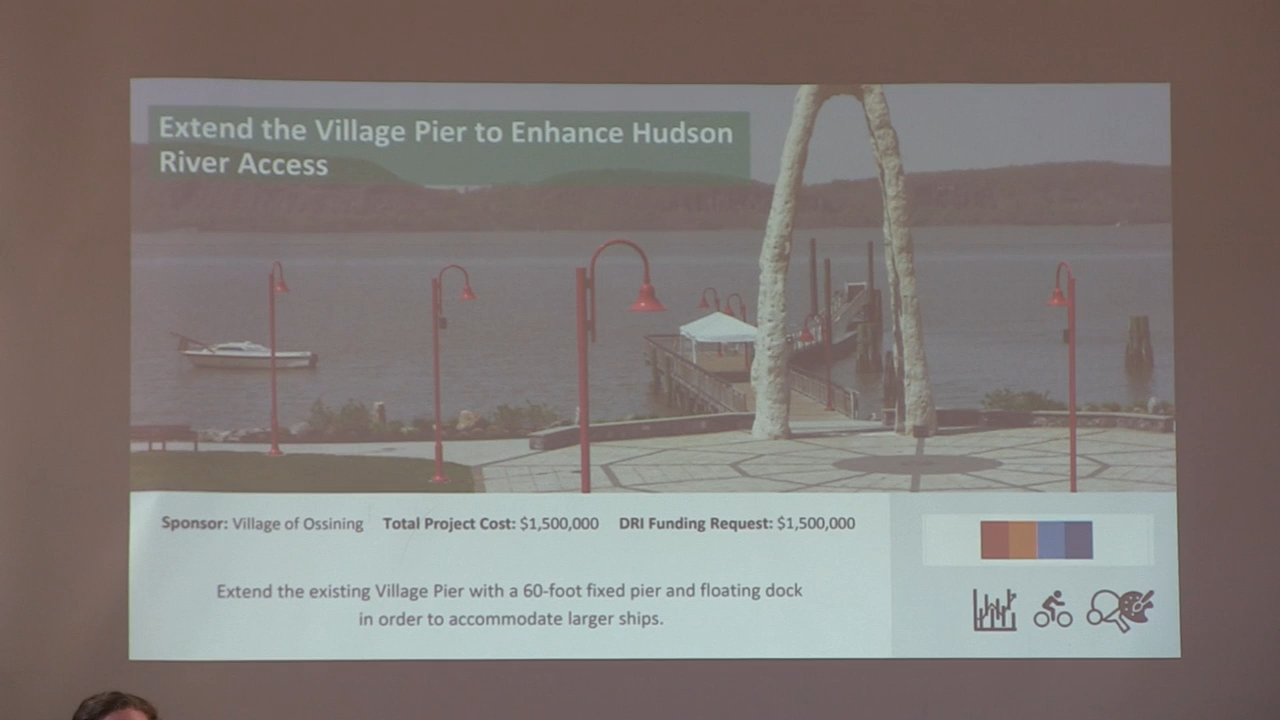 Extend the Village Pier to Enhance Hudson
River Access
Sponsor: Village of Ossining Total Project Cost: $1,500,000 DRI Funding Request: $1,500,000
Extend the existing Village Pier with a 60-foot fixed pier and floating dock
in order to accommodate larger ships.